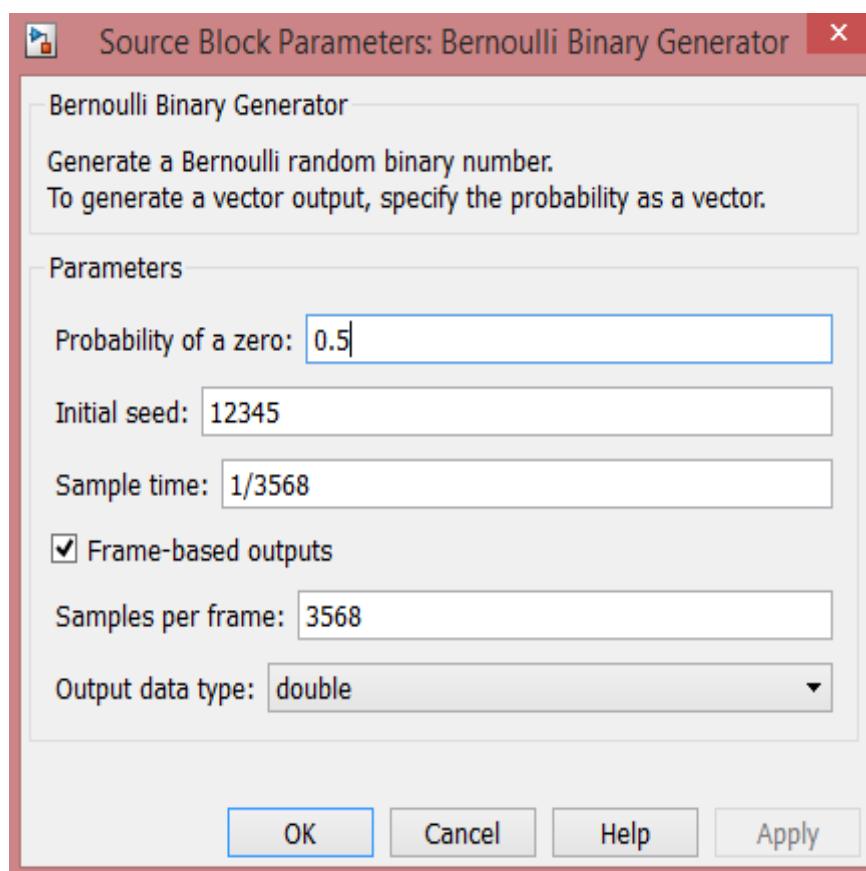 Source Block Parameters: Bernoulli Binary Generator
Bernoulli Binary Generator
Generate a Bernoulli random binary number.
To generate a vector output, specify the probability as a vector.
Parameters
Probability of a zero: 0.5
Initial seed: 12345
Sample time: 1/3568
Frame-based outputs
Samples per frame: 3568
Output data type: double
OK Cancel Help Apply